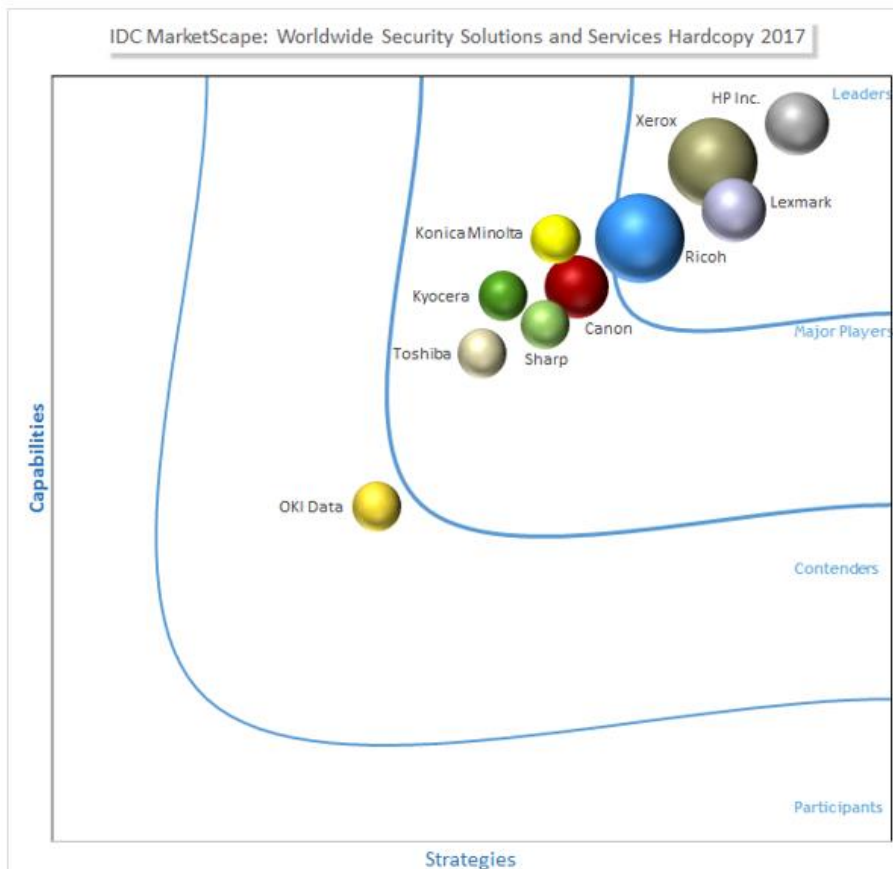 IDC MarketScape: Worldwide Security Solutions and Services Hardcopy 2017
Leaders
HP Inc.
Xerox
Lexmark
Konica Minolta
Ricoh
Kyocera
Canon
Major Players
Toshiba
Sharp
Capabilities
OKI Data
Contenders
Participants
Strategies